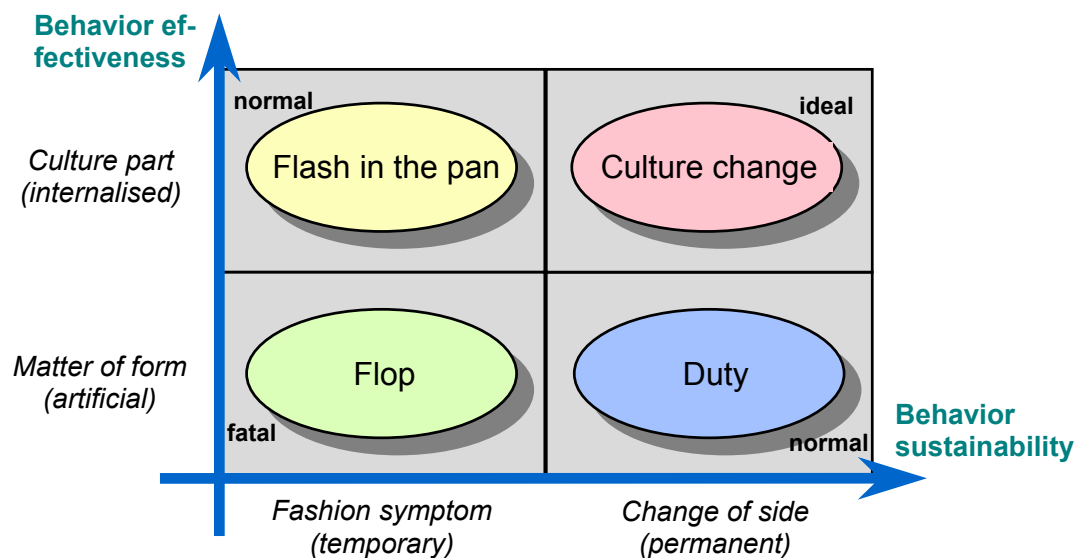 Behavior ef-
fectiveness
normal
ideal
Flash in the pan
Culture change
Culture part
(internalised)
Matter of form
(artificial)
Flop
Duty
fatal
normal
Behavior
sustainability
Fashion symptom
(temporary)
Change of side
(permanent)